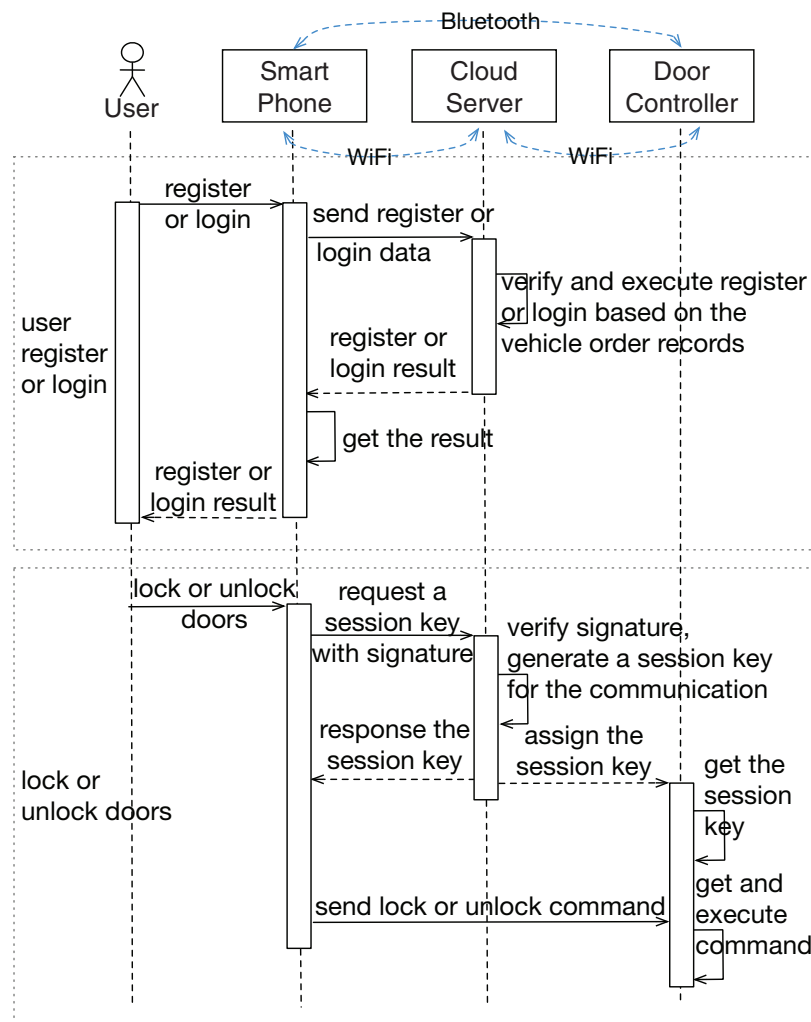 Bluetooth
User
Smart
Phone
Cloud
Server
Door
Controller
WiFi
WiFi
register
or login
send register or
login data
verify and execute register
or login based on the
vehicle order records
user
register
or login
register or
login result
get the result
register or
login result
lock or unlock
doors
request a
session key
with signature
verify signature,
generate a session key
for the communication
response the
session key
assign the
session key
get the
session
key
lock or
unlock doors
send lock or unlock command
get and
execute
command